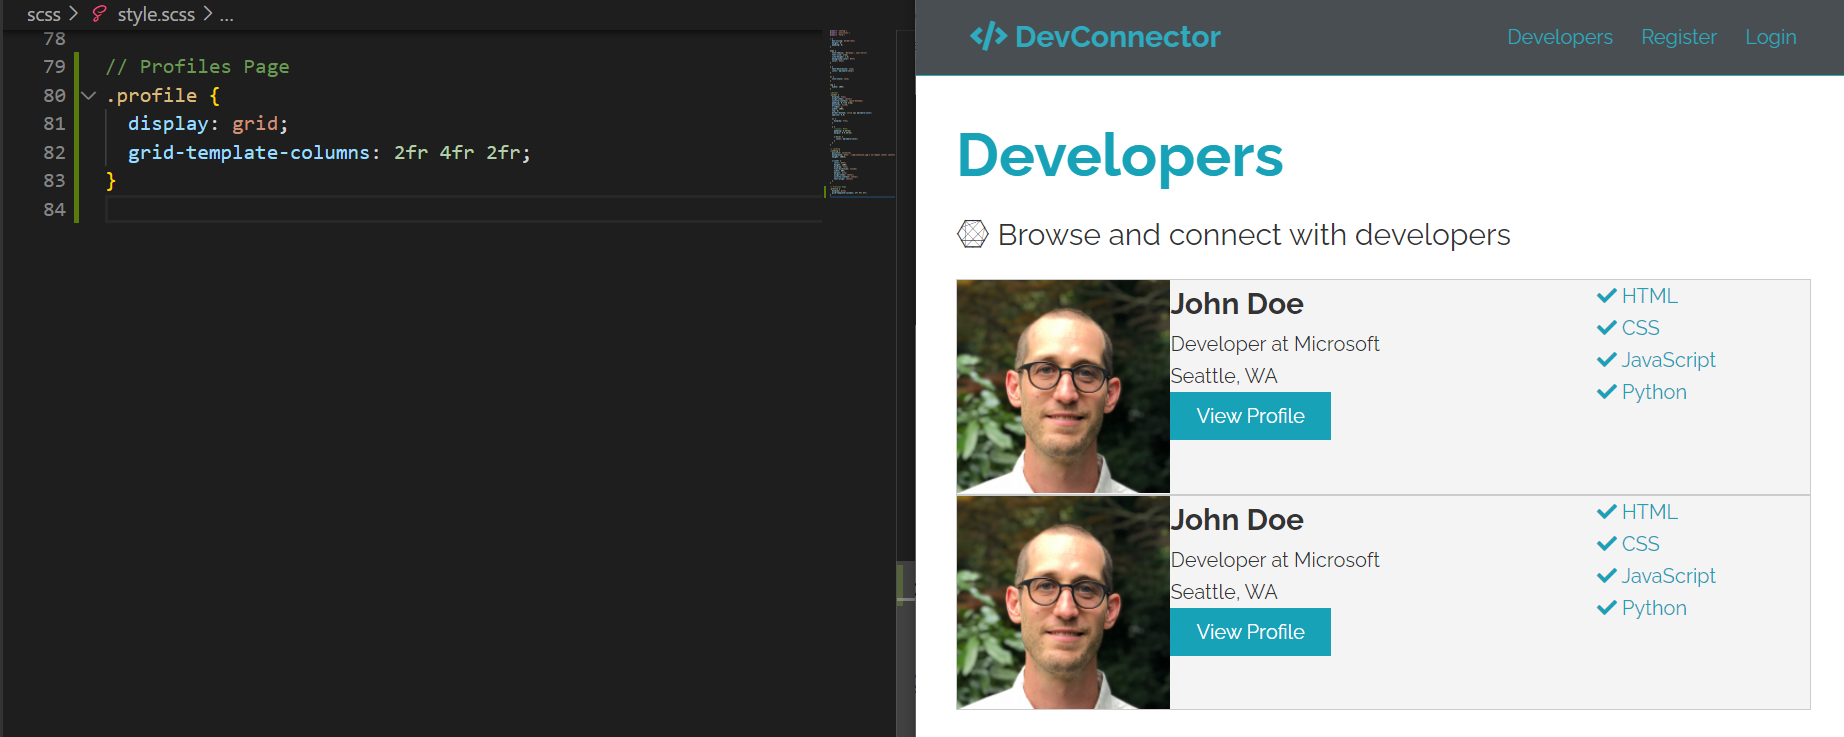 scss > style.scss > ...
78
79 // Profiles Page
80 .profile {
81 display: grid;
82 grid-template-columns: 2fr 4fr 2fr;
83 }
84
</> DevConnector
Developers Register Login
Developers
Browse and connect with developers
John Doe
Developer at Microsoft
Seattle, WA
View Profile
HTML
CSS
JavaScript
Python
John Doe
Developer at Microsoft
Seattle, WA
View Profile
HTML
CSS
JavaScript
Python